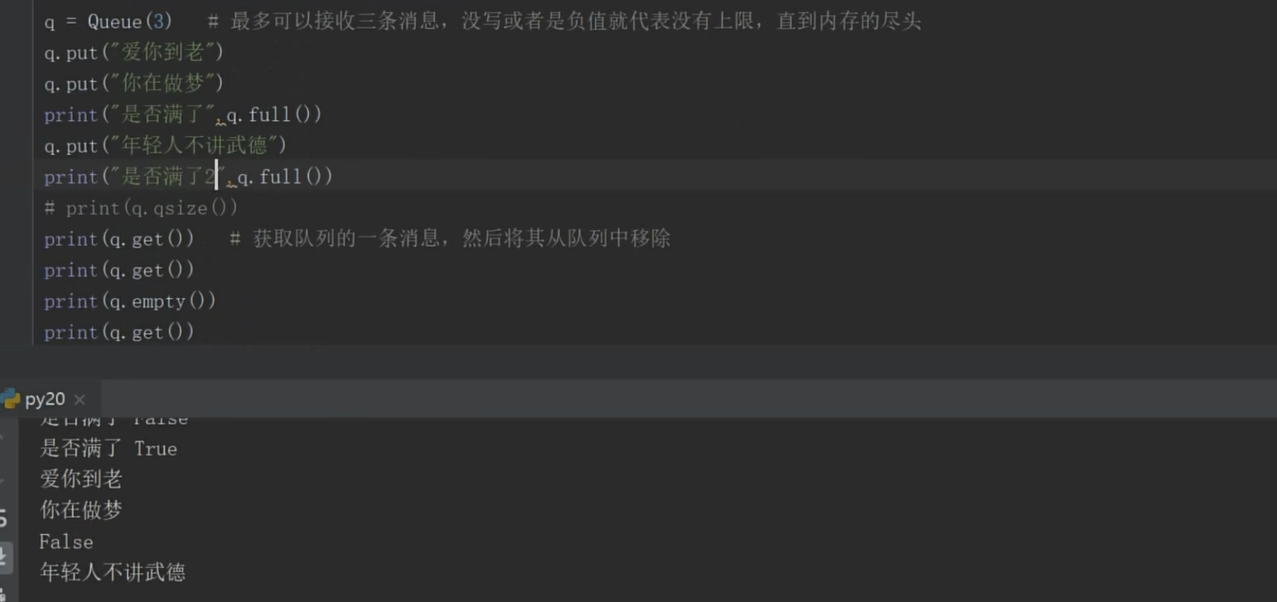 q = Queue(3)   # 最多可以接收三条消息，没写或者是负值就代表没有上限，直到内存的尽头
q.put("爱你到老")
q.put("你在做梦")
print("是否满了",q.full())
q.put("年轻人不讲武德")
print("是否满了2",q.full())
# print(q.qsize())
print(q.get())   # 获取队列的一条消息，然后将其从队列中移除
print(q.get())
print(q.empty())
print(q.get())
py20
是否满了 False
是否满了 True
爱你到老
你在做梦
False
年轻人不讲武德